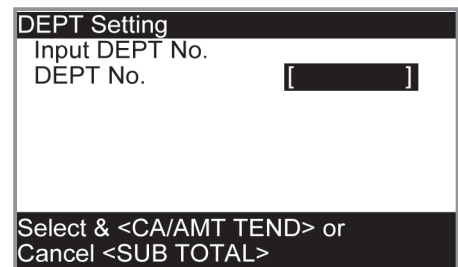 DEPT Setting
Input DEPT No.
DEPT No. [ ]
Select & <CA/AMT TEND> or
Cancel <SUB TOTAL>